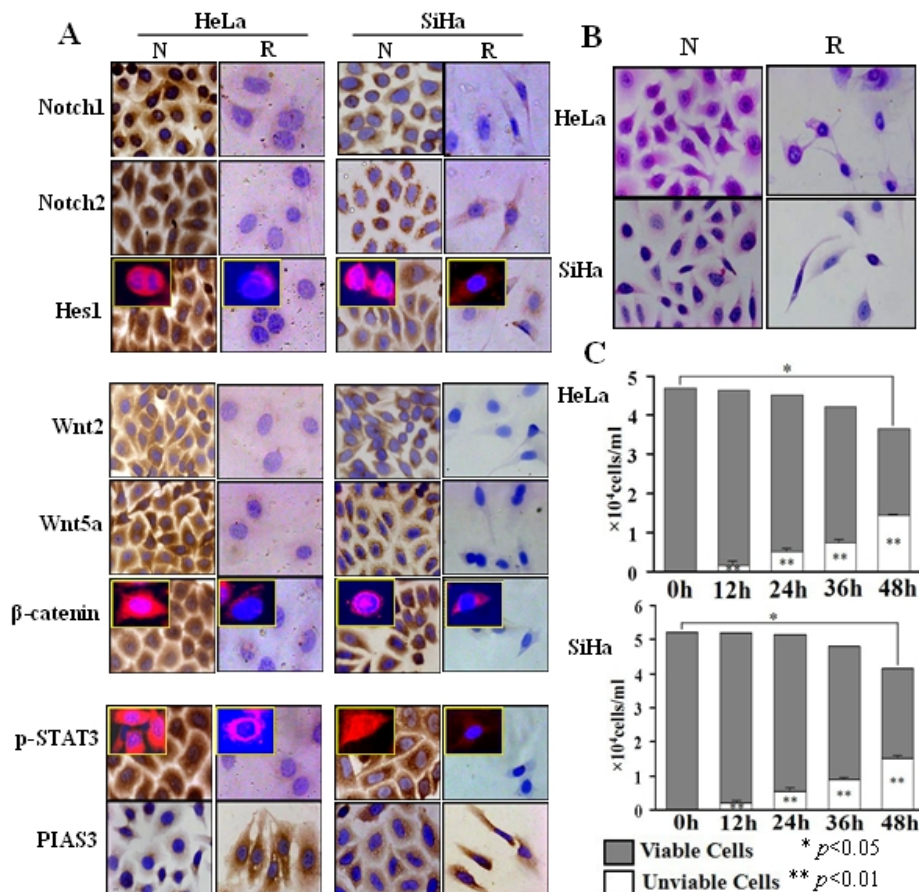 A
HeLa SiHa
N R N R
Notch1
Notch2
Hes1
Wnt2
Wnt5a
β-catenin
p-STAT3
PIAS3
B
N R
HeLa
SiHa
C
HeLa
×10⁴cells/ml
5
4
3
2
1
0
*
** ** ** **
0h 12h 24h 36h 48h
SiHa
×10⁴cells/ml
6
5
4
3
2
1
0
*
** ** ** **
0h 12h 24h 36h 48h
Viable Cells * p<0.05
Unviable Cells ** p<0.01